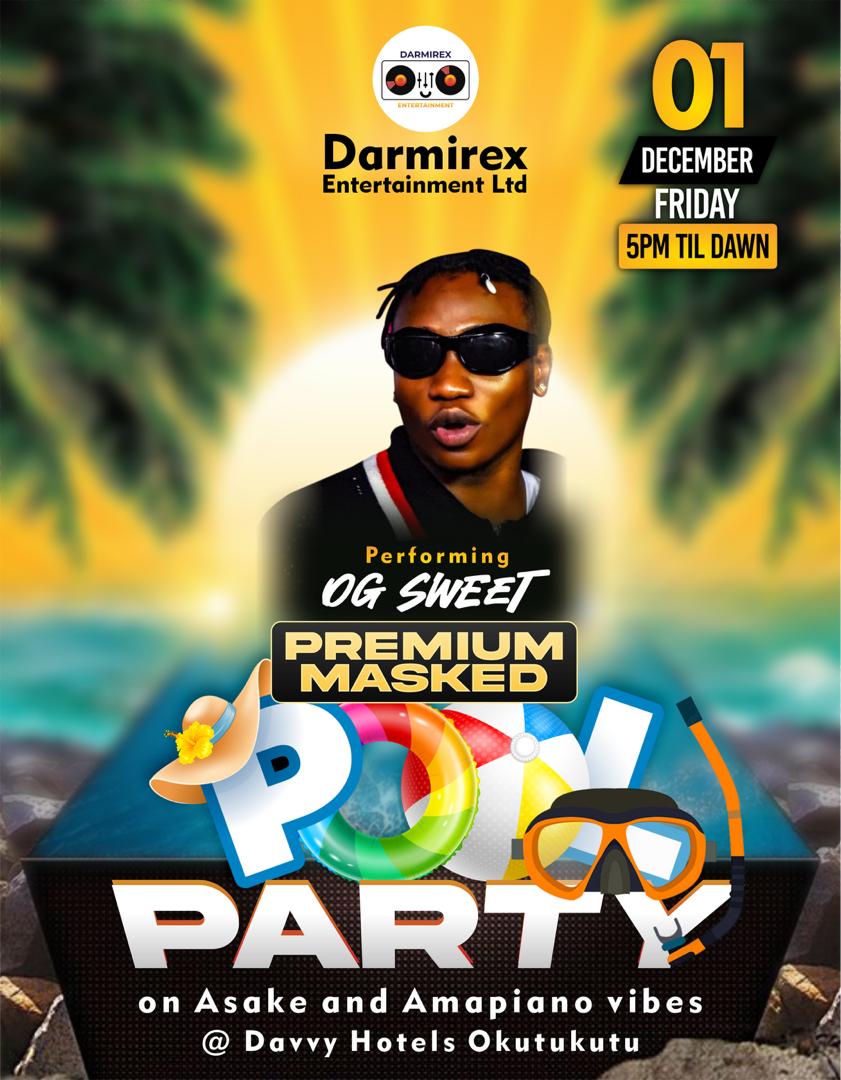 DARMIREX
ENTERTAINMENT
Darmirex
Entertainment Ltd
01
DECEMBER
FRIDAY
5PM TIL DAWN
Performing
OG SWEET
PREMIUM
MASKED
POOL
PARTY
on Asake and Amapiano vibes
@ Davvy Hotels Okutukutu